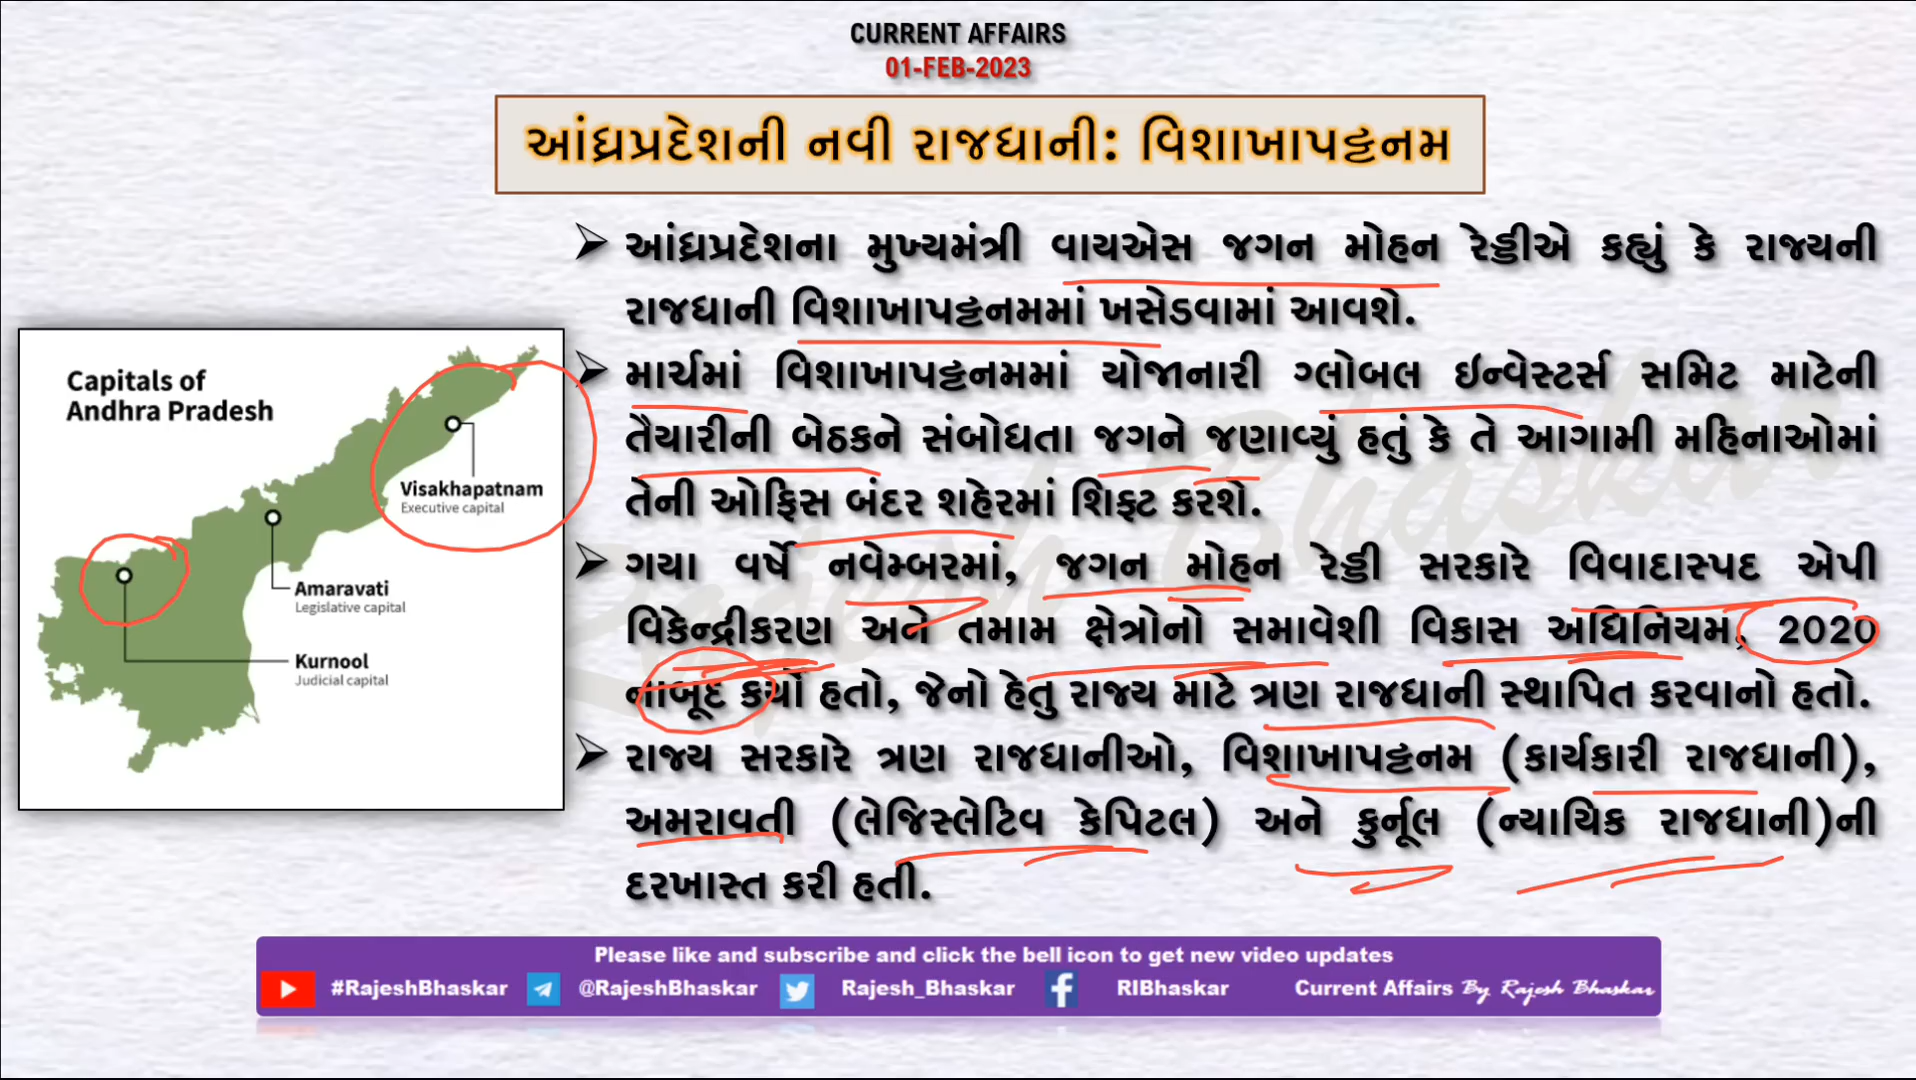 CURRENT AFFAIRS
01-FEB-2023
આંધ્રપ્રદેશની નવી રાજધાની: વિશાખાપટ્ટનમ
આંધ્રપ્રદેશના મુખ્યમંત્રી વાયએસ જગન મોહન રેડ્ડીએ કહ્યું કે રાજ્યની
રાજધાની વિશાખાપટ્ટનમમાં ખસેડવામાં આવશે.
માર્ચમાં વિશાખાપટ્ટનમમાં યોજાનારી ગ્લોબલ ઇન્વેસ્ટર્સ સમિટ માટેની
તૈયારીની બેઠકને સંબોધતા જગને જણાવ્યું હતું કે તે આગામી મહિનાઓમાં
તેની ઓફિસ બંદર શહેરમાં શિફ્ટ કરશે.
ગયા વર્ષે નવેમ્બરમાં, જગન મોહન રેડ્ડી સરકારે વિવાદાસ્પદ એપી
વિકેન્દ્રીકરણ અને તમામ ક્ષેત્રોનો સમાવેશી વિકાસ અધિનિયમ, 2020
નાબૂદ કર્યો હતો, જેનો હેતુ રાજ્ય માટે ત્રણ રાજધાની સ્થાપિત કરવાનો હતો.
રાજ્ય સરકારે ત્રણ રાજધાનીઓ, વિશાખાપટ્ટનમ (કાર્યકારી રાજધાની),
અમરાવતી (લેજિસ્લેટિવ કેપિટલ) અને કુર્નૂલ (ન્યાયિક રાજધાની)ની
દરખાસ્ત કરી હતી.
Capitals of
Andhra Pradesh
Visakhapatnam
Executive capital
Amaravati
Legislative capital
Kurnool
Judicial capital
Rajesh Bhaskar
Please like and subscribe and click the bell icon to get new video updates
#RajeshBhaskar @RajeshBhaskar Rajesh_Bhaskar RIBhaskar Current Affairs By Rajesh Bhaskar